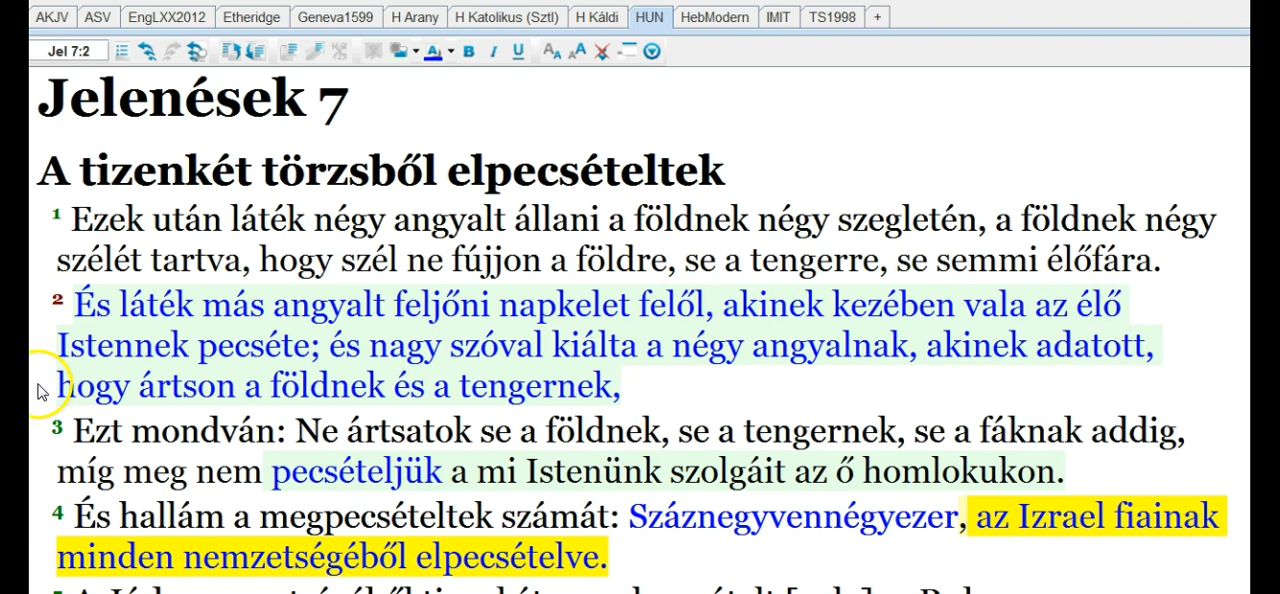 AKJV ASV EngLXX2012 Etheridge Geneva1599 H Arany H Katolikus (Sztl) H Káldi HUN HebModern IMIT TS1998 +
Jel 7:2
Jelenések 7
A tizenkét törzsből elpecsételtek
1 Ezek után láték négy angyalt állani a földnek négy szegletén, a földnek négy
szélét tartva, hogy szél ne fújjon a földre, se a tengerre, se semmi élőfára.
2 És láték más angyalt feljőni napkelet felől, akinek kezében vala az élő
Istennek pecséte; és nagy szóval kiálta a négy angyalnak, akinek adatott,
hogy ártson a földnek és a tengernek,
3 Ezt mondván: Ne ártsatok se a földnek, se a tengernek, se a fáknak addig,
míg meg nem pecsételjük a mi Istenünk szolgáit az ő homlokukon.
4 És hallám a megpecsételtek számát: Száznegyvennégyezer, az Izrael fiainak
minden nemzetségéből elpecsételve.